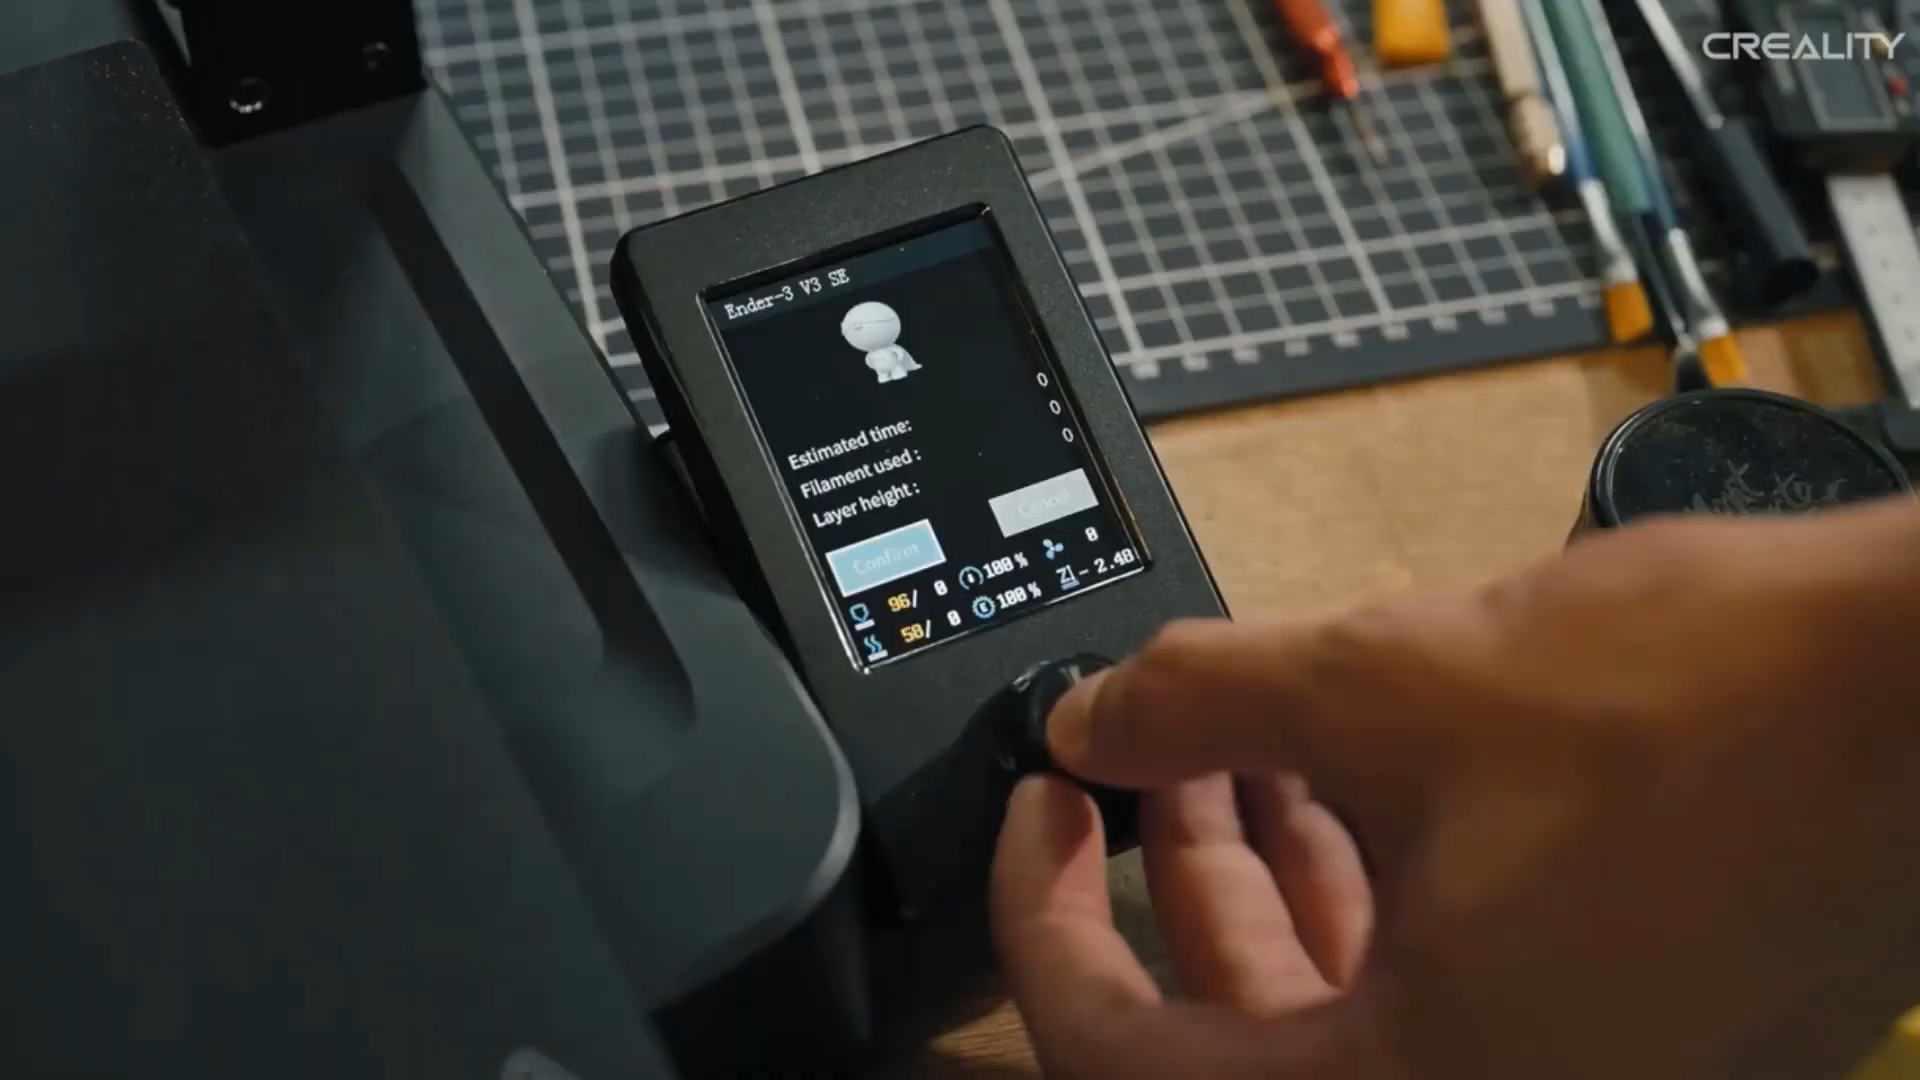 CREALITY
Ender-3 V3 SE
Estimated time: 0
Filament used : 0
Layer height : 0
Confirm Cancel
96/ 0 100% 0
50/ 0 E 100% Z - 2.48